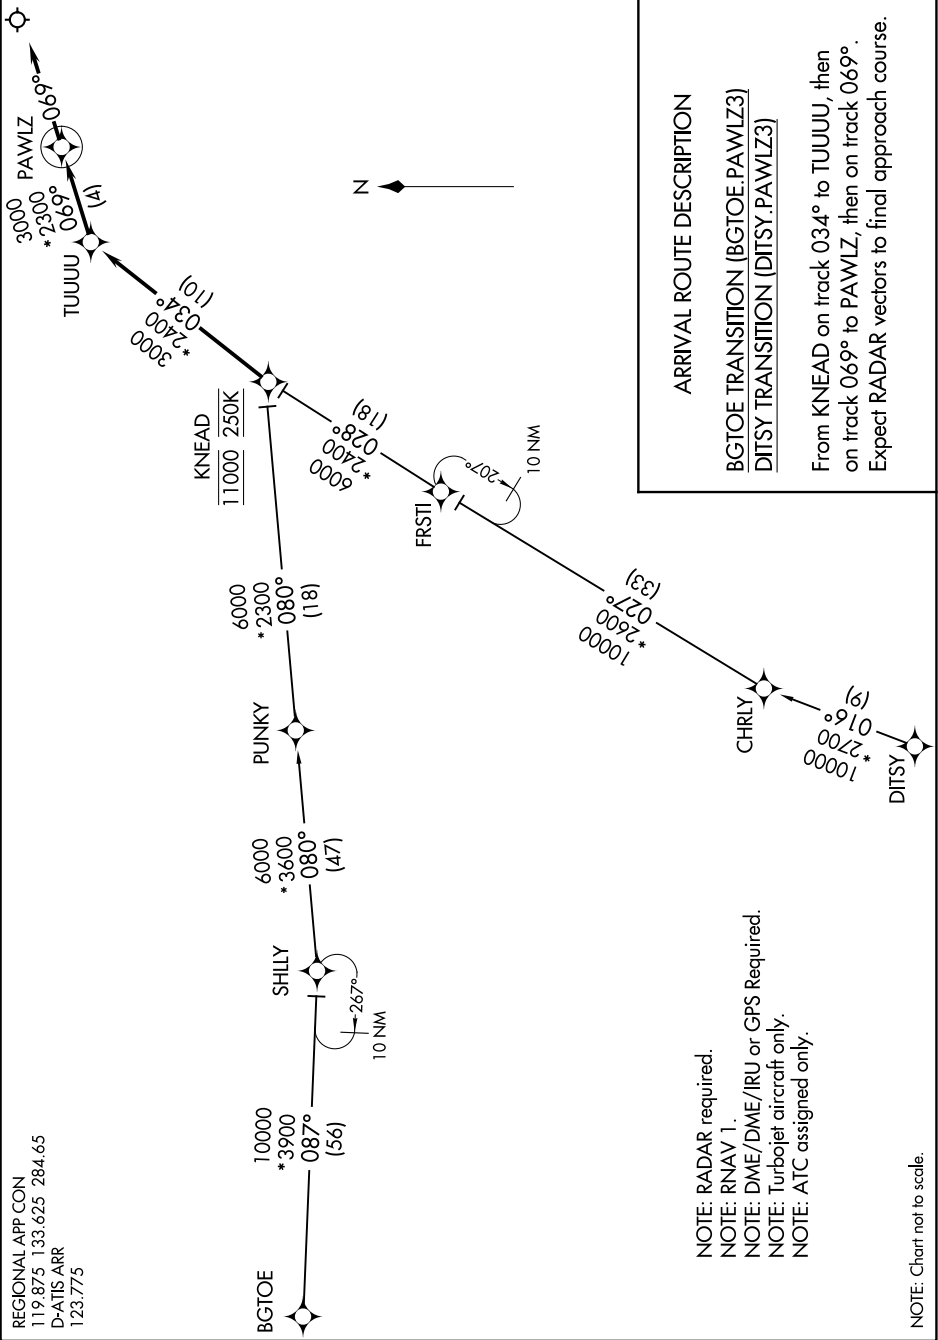 REGIONAL APP CON
119.875 133.625 284.65
D-ATIS ARR
123.775
BGTOE
10000
*3900
087°
(56)
SHLLY
267°
10 NM
6000
*3600
080°
(47)
PUNKY
6000
*2300
080°
(18)
KNEAD
11000 250K
3000
*2400
034°
(10)
TUUUU
3000
*2300
069°
(4)
PAWLZ
069°
N
6000
*2400
028°
(18)
FRSTI
207°
10 NM
10000
*2600
027°
(33)
CHRLY
10000
*2700
016°
(9)
DITSY
NOTE: RADAR required.
NOTE: RNAV 1.
NOTE: DME/DME/IRU or GPS Required.
NOTE: Turbojet aircraft only.
NOTE: ATC assigned only.
ARRIVAL ROUTE DESCRIPTION
BGTOE TRANSITION (BGTOE.PAWLZ3)
DITSY TRANSITION (DITSY.PAWLZ3)
From KNEAD on track 034° to TUUUU, then
on track 069° to PAWLZ, then on track 069°.
Expect RADAR vectors to final approach course.
NOTE: Chart not to scale.